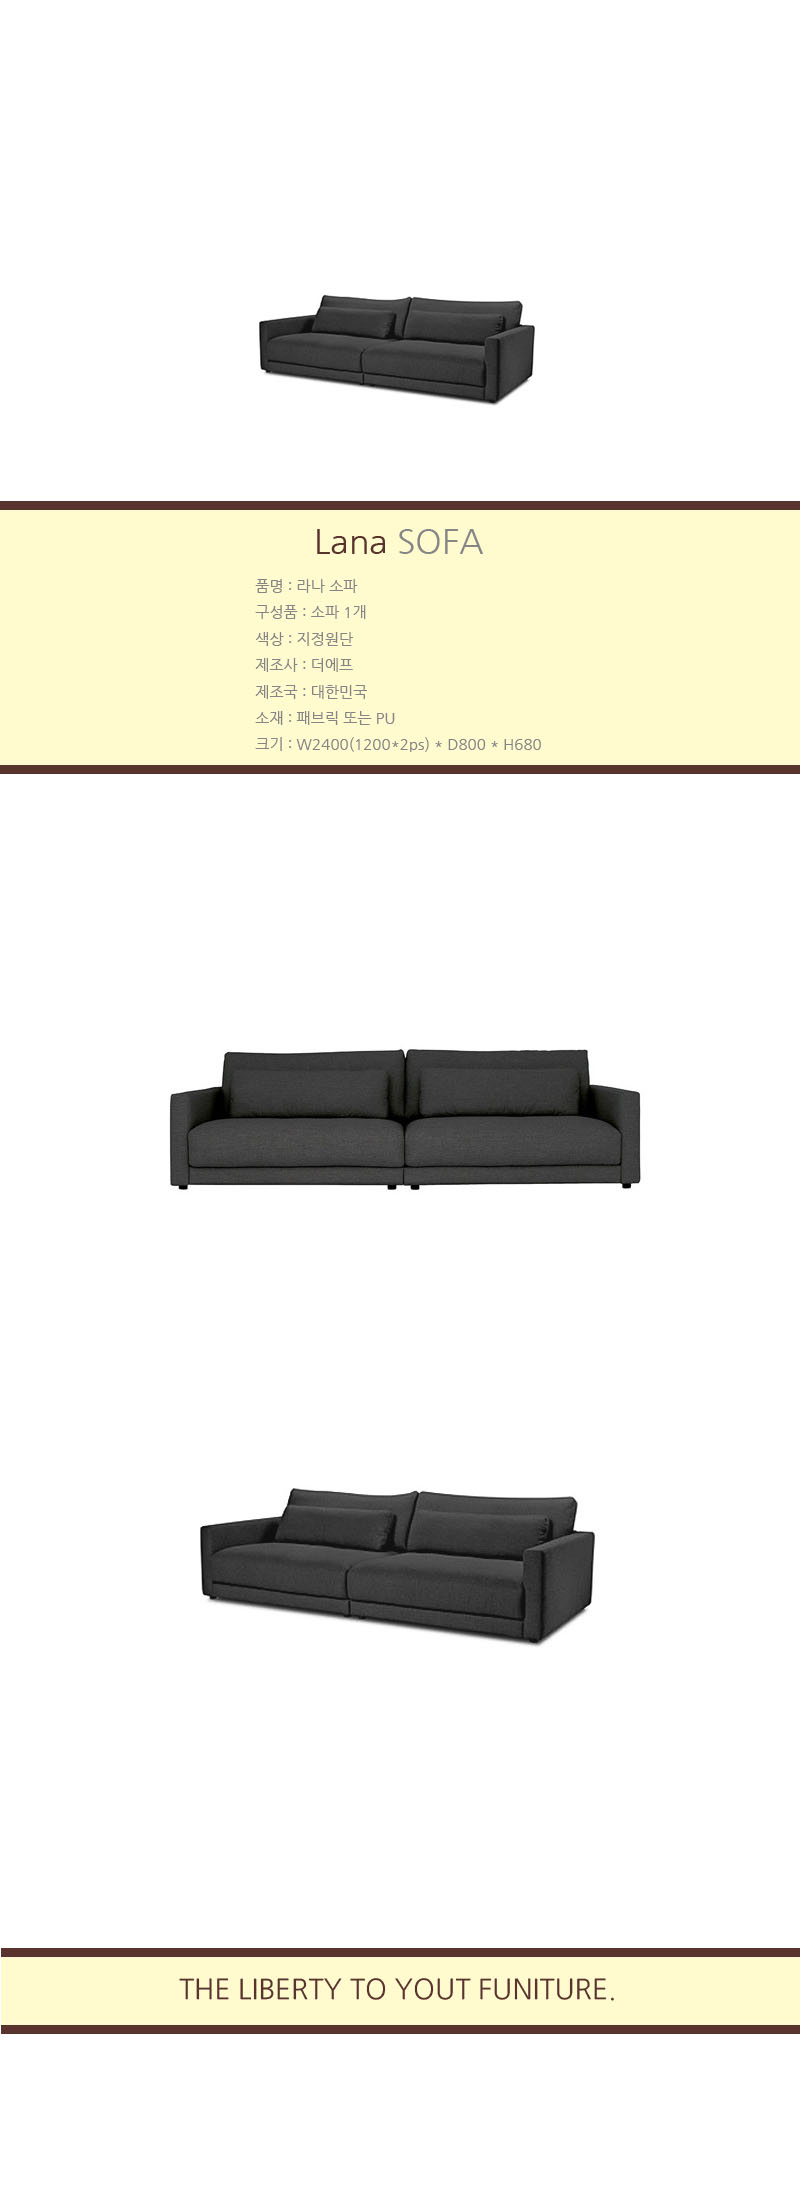 Lana SOFA
품명 : 라나 소파
구성품 : 소파 1개
색상 : 지정원단
제조사 : 더에프
제조국 : 대한민국
소재 : 패브릭 또는 PU
크기 : W2400(1200*2ps) * D800 * H680
THE LIBERTY TO YOUT FUNITURE.